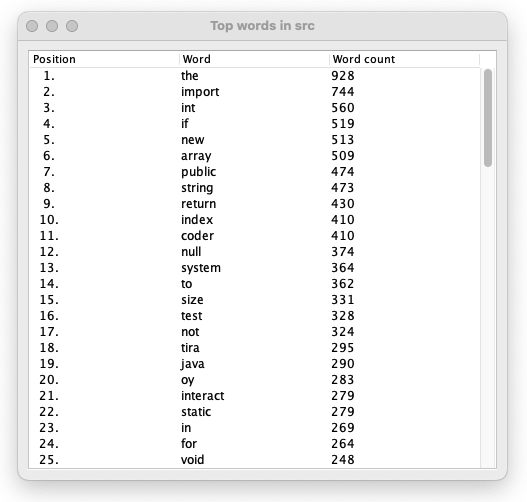 Top words in src
Position Word Word count
1. the 928
2. import 744
3. int 560
4. if 519
5. new 513
6. array 509
7. public 474
8. string 473
9. return 430
10. index 410
11. coder 410
12. null 374
13. system 364
14. to 362
15. size 331
16. test 328
17. not 324
18. tira 295
19. java 290
20. oy 283
21. interact 279
22. static 279
23. in 269
24. for 264
25. void 248